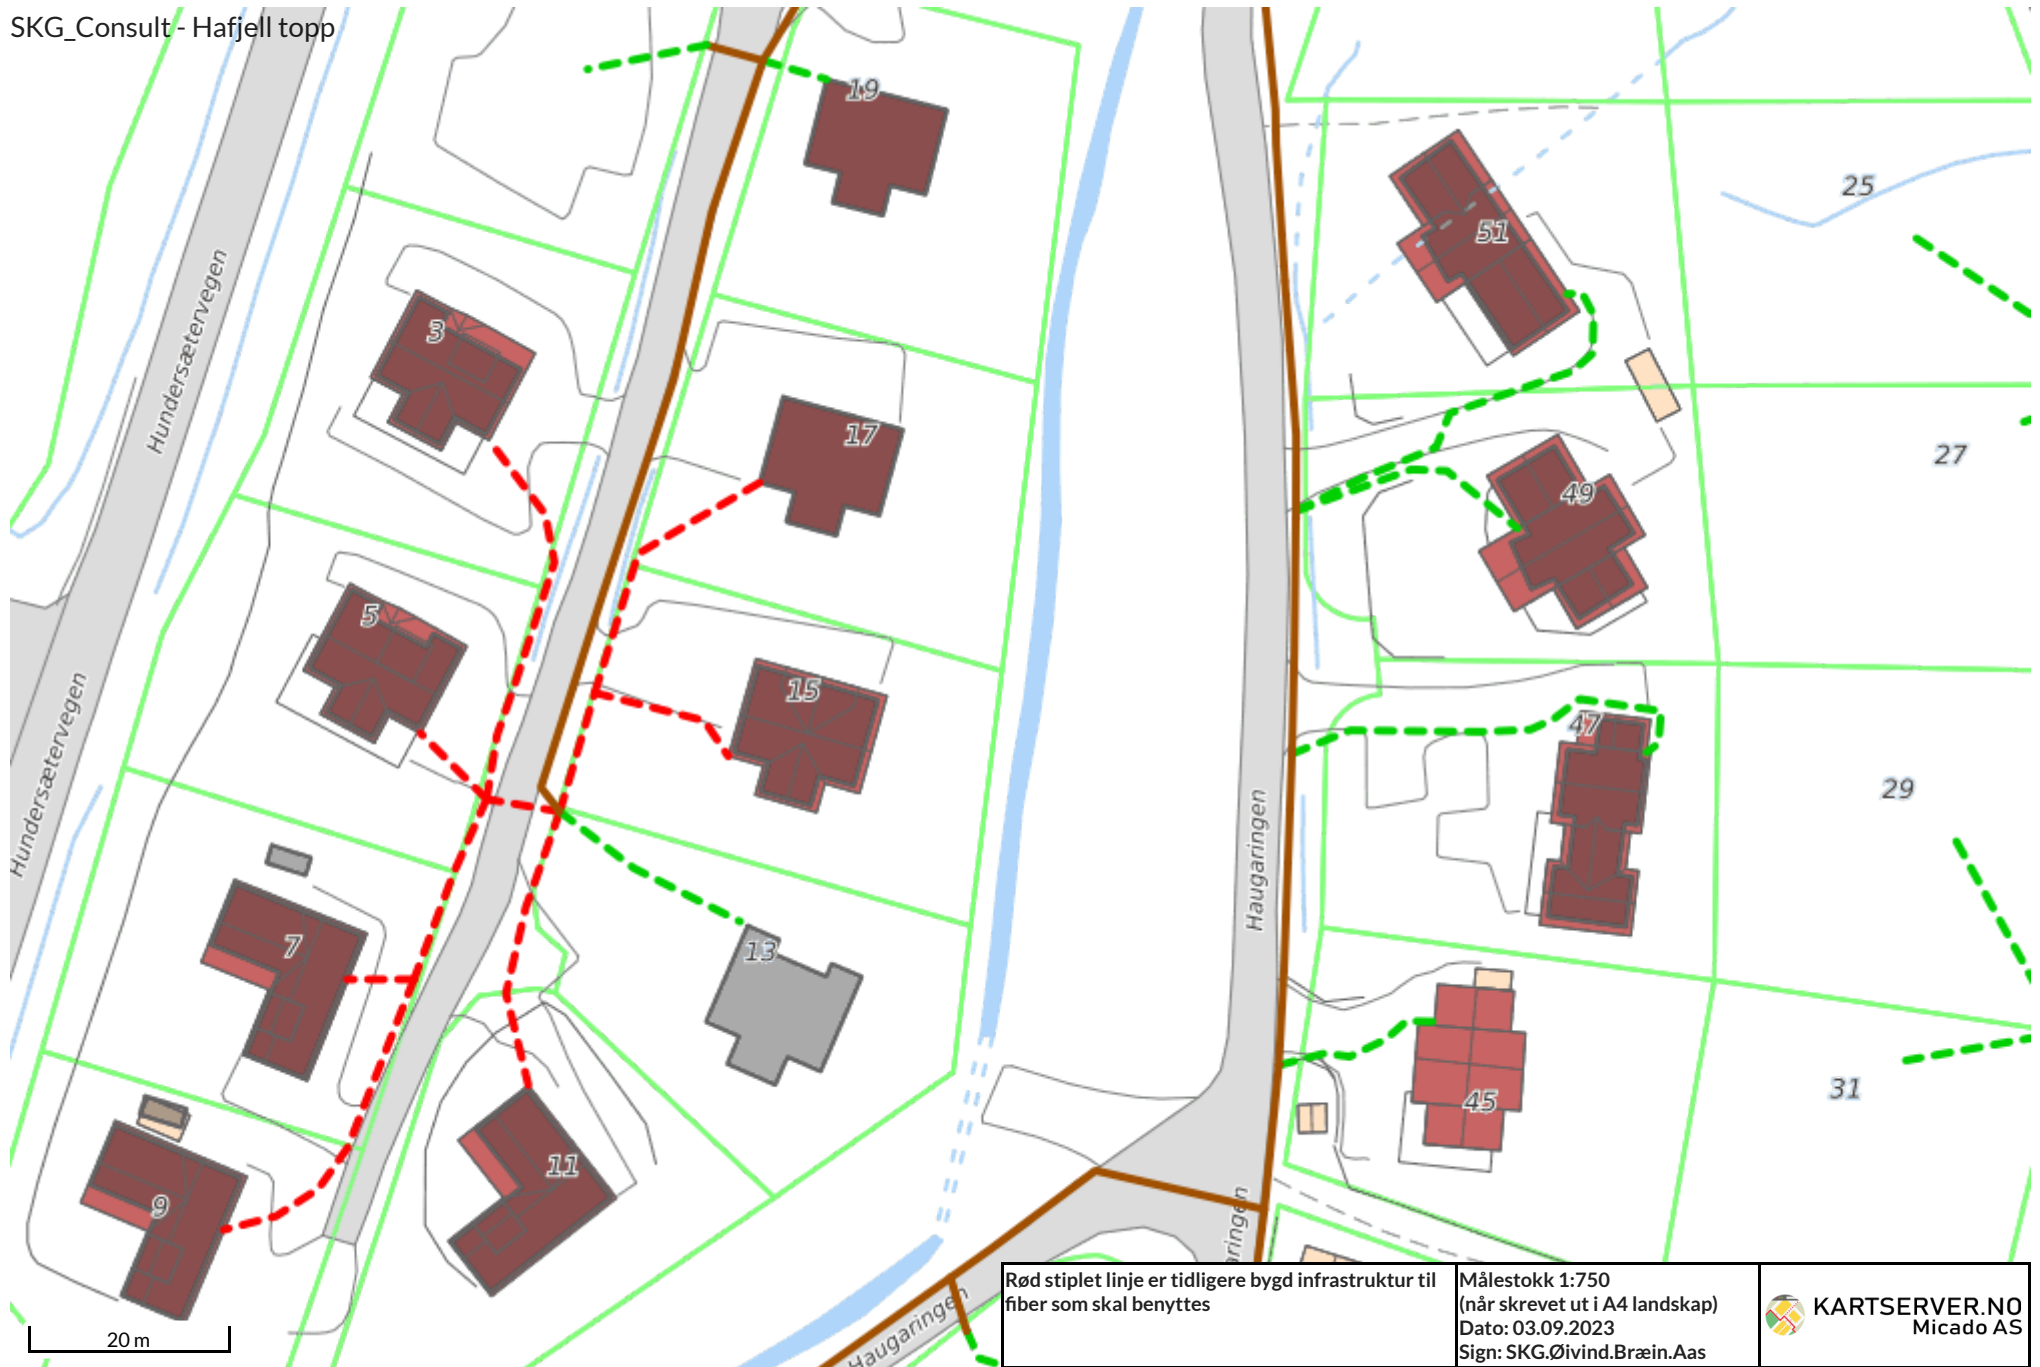 SKG_Consult - Hafjell topp
19
25
51
Hundersætervegen
3
17
27
49
5
15
47
Hundersætervegen
29
Haugaringen
7
13
31
45
11
9
aringen
Haugaringen
20 m
Rød stiplet linje er tidligere bygd infrastruktur til
fiber som skal benyttes
Målestokk 1:750
(når skrevet ut i A4 landskap)
Dato: 03.09.2023
Sign: SKG.Øivind.Bræin.Aas
KARTSERVER.NO
Micado AS